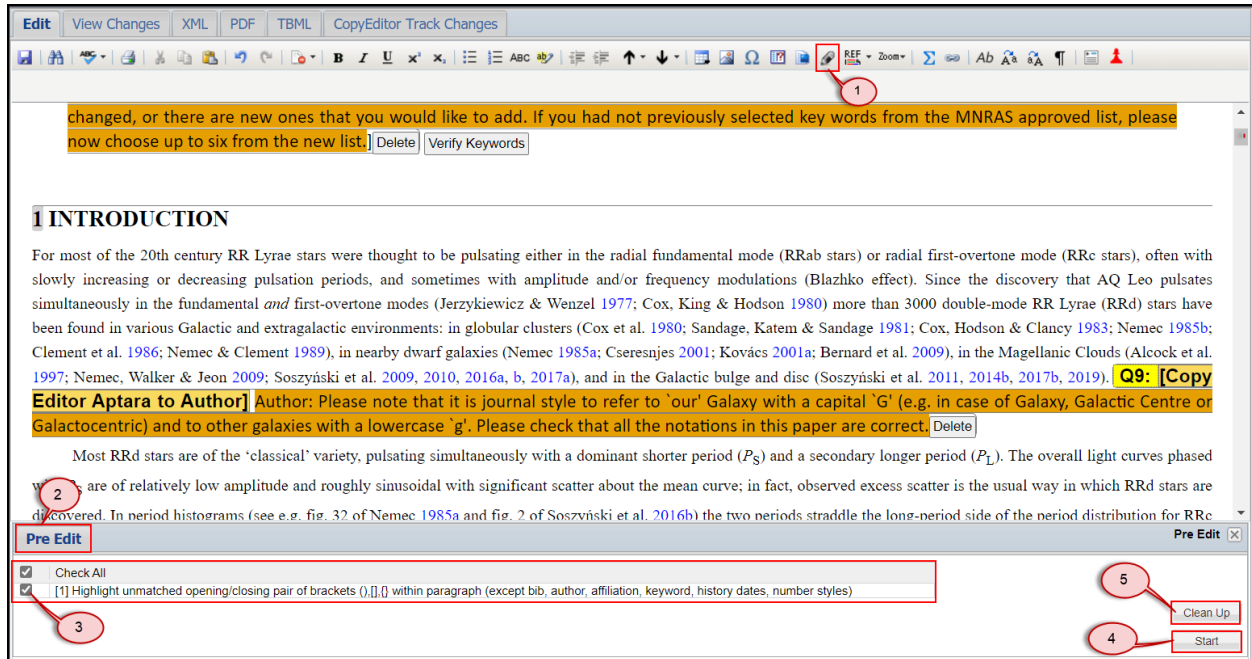 Edit View Changes XML PDF TBML CopyEditor Track Changes
ABC B I U x² x₂ ABC ab REF Zoom Σ Ab Äa äA ¶
1
changed, or there are new ones that you would like to add. If you had not previously selected key words from the MNRAS approved list, please
now choose up to six from the new list.] Delete Verify Keywords
1 INTRODUCTION
For most of the 20th century RR Lyrae stars were thought to be pulsating either in the radial fundamental mode (RRab stars) or radial first-overtone mode (RRc stars), often with
slowly increasing or decreasing pulsation periods, and sometimes with amplitude and/or frequency modulations (Blazhko effect). Since the discovery that AQ Leo pulsates
simultaneously in the fundamental and first-overtone modes (Jerzykiewicz & Wenzel 1977; Cox, King & Hodson 1980) more than 3000 double-mode RR Lyrae (RRd) stars have
been found in various Galactic and extragalactic environments: in globular clusters (Cox et al. 1980; Sandage, Katem & Sandage 1981; Cox, Hodson & Clancy 1983; Nemec 1985b;
Clement et al. 1986; Nemec & Clement 1989), in nearby dwarf galaxies (Nemec 1985a; Cseresnjes 2001; Kovács 2001a; Bernard et al. 2009), in the Magellanic Clouds (Alcock et al.
1997; Nemec, Walker & Jeon 2009; Soszyński et al. 2009, 2010, 2016a, b, 2017a), and in the Galactic bulge and disc (Soszyński et al. 2011, 2014b, 2017b, 2019). Q9: [Copy
Editor Aptara to Author] Author: Please note that it is journal style to refer to `our' Galaxy with a capital `G' (e.g. in case of Galaxy, Galactic Centre or
Galactocentric) and to other galaxies with a lowercase `g'. Please check that all the notations in this paper are correct. Delete
Most RRd stars are of the ‘classical’ variety, pulsating simultaneously with a dominant shorter period (P_S) and a secondary longer period (P_L). The overall light curves phased
are of relatively low amplitude and roughly sinusoidal with significant scatter about the mean curve; in fact, observed excess scatter is the usual way in which RRd stars are
2
discovered. In period histograms (see e.g. fig. 32 of Nemec 1985a and fig. 2 of Soszyński et al. 2016b) the two periods straddle the long-period side of the period distribution for RRc
Pre Edit Pre Edit
Check All
[1] Highlight unmatched opening/closing pair of brackets (),[],{} within paragraph (except bib, author, affiliation, keyword, history dates, number styles)
5
Clean Up
3
4
Start